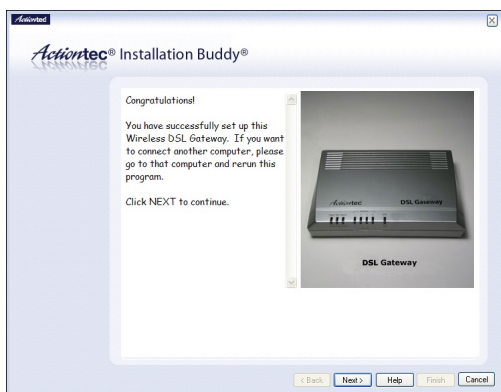 Actiontec
Actiontec® Installation Buddy®
Congratulations!
You have successfully set up this
Wireless DSL Gateway. If you want
to connect another computer, please
go to that computer and rerun this
program.
Click NEXT to continue.
Actiontec DSL Gateway
DSL Gateway
< Back Next > Help Finish Cancel